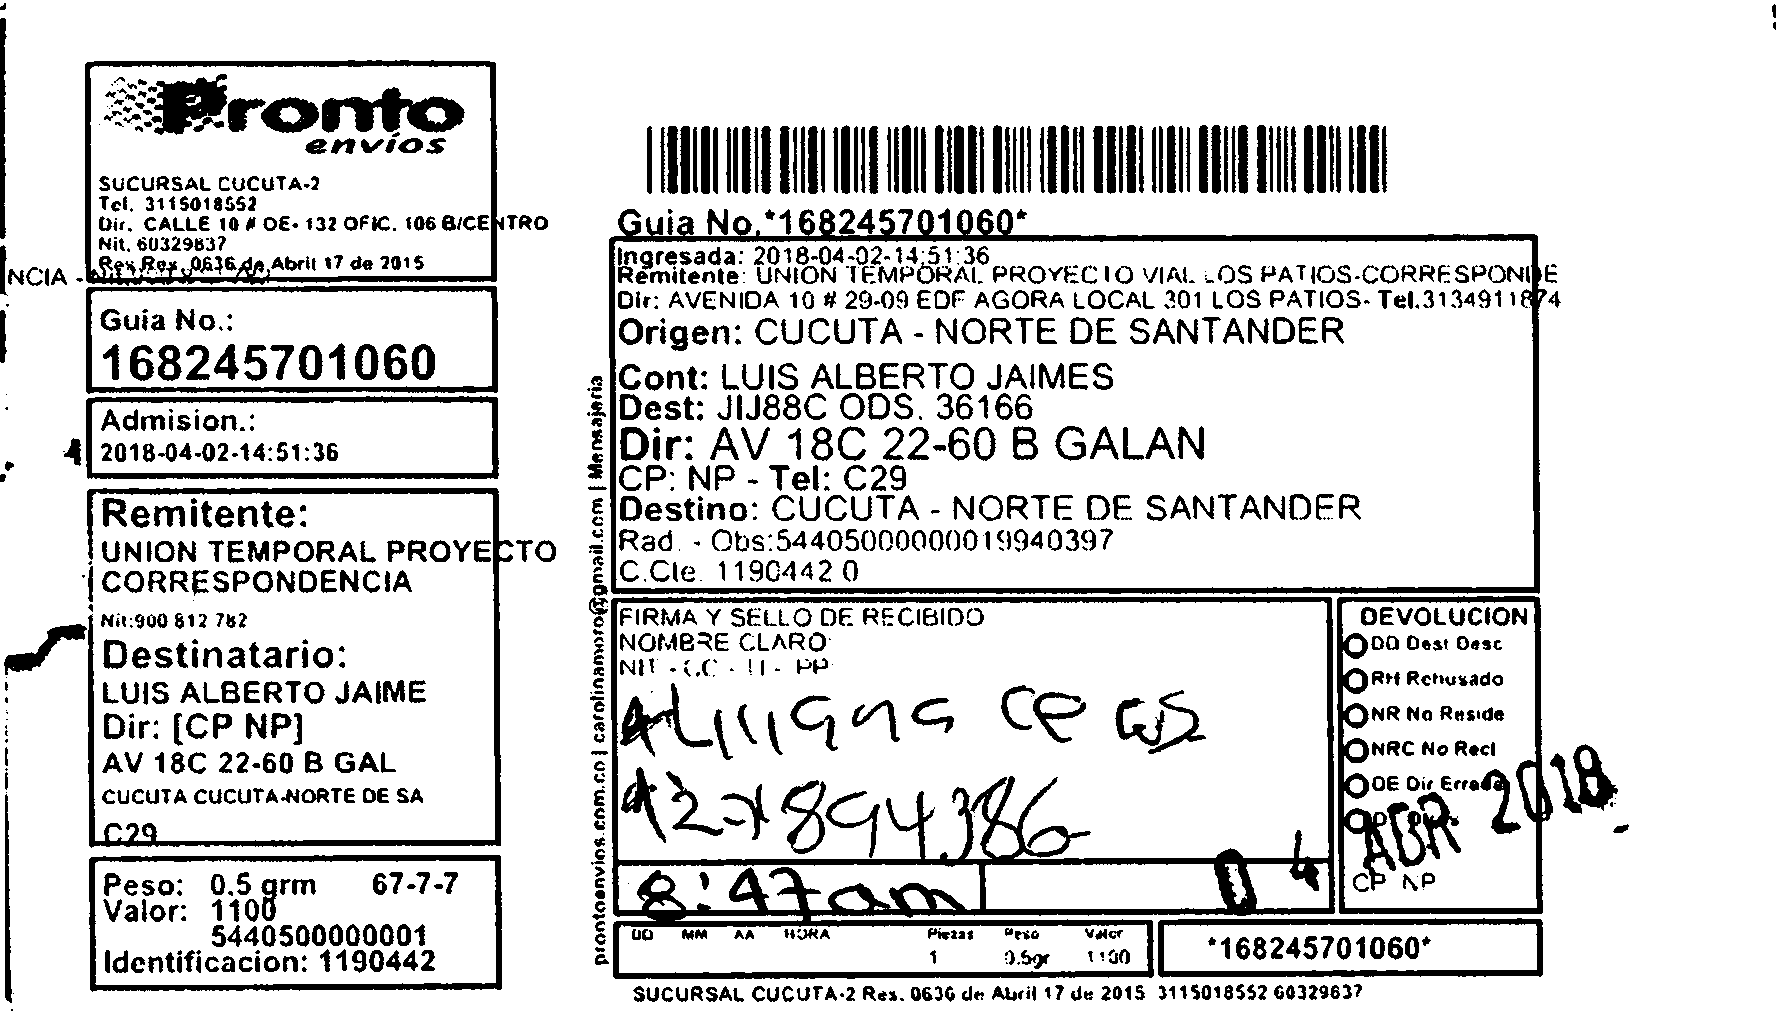 Pronto
envíos
SUCURSAL CUCUTA-2
Tel. 3115018552
Dir. CALLE 10 # OE- 132 OFIC. 106 B/CENTRO
Nit. 60329837
Res Res. 0636 de Abril 17 de 2015
NCIA -
Guia No.:
168245701060
Admision.:
2018-04-02-14:51:36
Remitente:
UNION TEMPORAL PROYECTO
CORRESPONDENCIA
Nit:900 812 782
Destinatario:
LUIS ALBERTO JAIME
Dir: [CP NP]
AV 18C 22-60 B GAL
CUCUTA CUCUTA-NORTE DE SA
C29
Peso: 0.5 grm 67-7-7
Valor: 1100
5440500000001
Identificacion: 1190442
prontoenvios.com.co | carolinamoro@gmail.com | Mensajeria
Guia No.*168245701060*
Ingresada: 2018-04-02-14:51:36
Remitente: UNION TEMPORAL PROYECTO VIAL LOS PATIOS-CORRESPONDE
Dir: AVENIDA 10 # 29-09 EDF AGORA LOCAL 301 LOS PATIOS- Tel.3134911874
Origen: CUCUTA - NORTE DE SANTANDER
Cont: LUIS ALBERTO JAIMES
Dest: JIJ88C ODS. 36166
Dir: AV 18C 22-60 B GALAN
CP: NP - Tel: C29
Destino: CUCUTA - NORTE DE SANTANDER
Rad. - Obs:54405000000019940397
C.Cle. 1190442 0
FIRMA Y SELLO DE RECIBIDO
NOMBRE CLARO
NIT - CC - TI - PP
8:47am
04 ABR 2018
DEVOLUCION
DD Dest Desc
RH Rehusado
NR No Reside
NRC No Recl
DE Dir Errada
CP NP
DD MM AA HORA Piezas Peso Valor
1 0.5gr 1100
*168245701060*
SUCURSAL CUCUTA-2 Res. 0636 de Abril 17 de 2015 3115018552 60329837